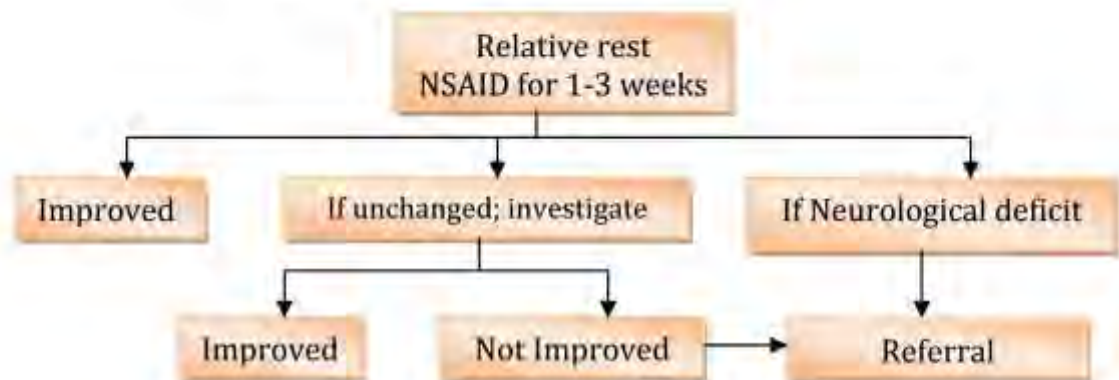 Relative rest
NSAID for 1-3 weeks
Improved
If unchanged; investigate
If Neurological deficit
Improved
Not Improved
Referral